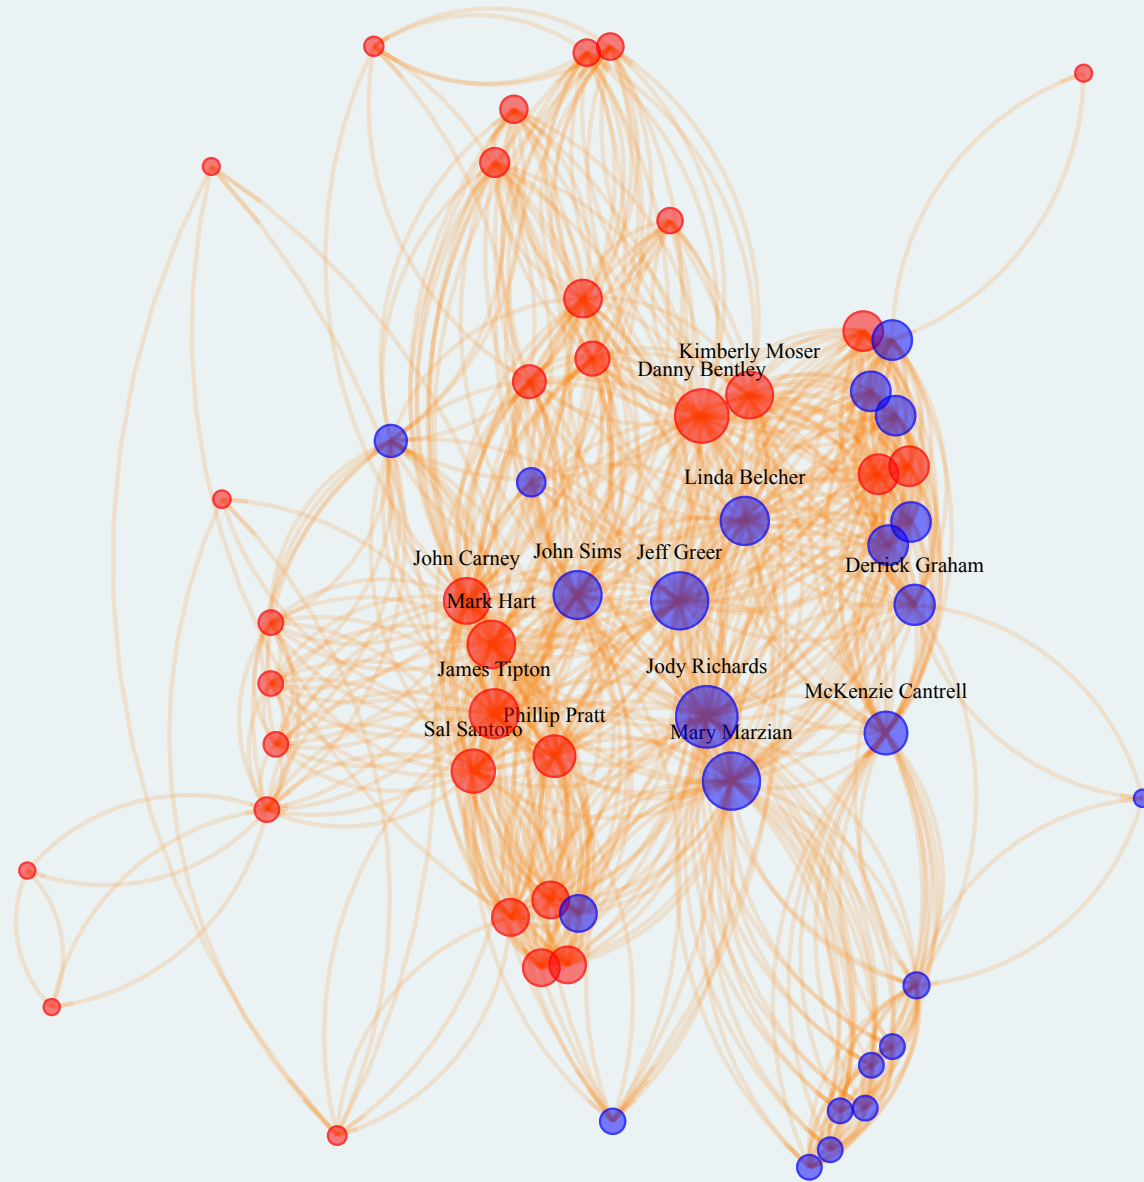 Kimberly Moser
Danny Bentley
Linda Belcher
John Carney
John Sims
Jeff Greer
Derrick Graham
Mark Hart
James Tipton
Jody Richards
McKenzie Cantrell
Phillip Pratt
Sal Santoro
Mary Marzian